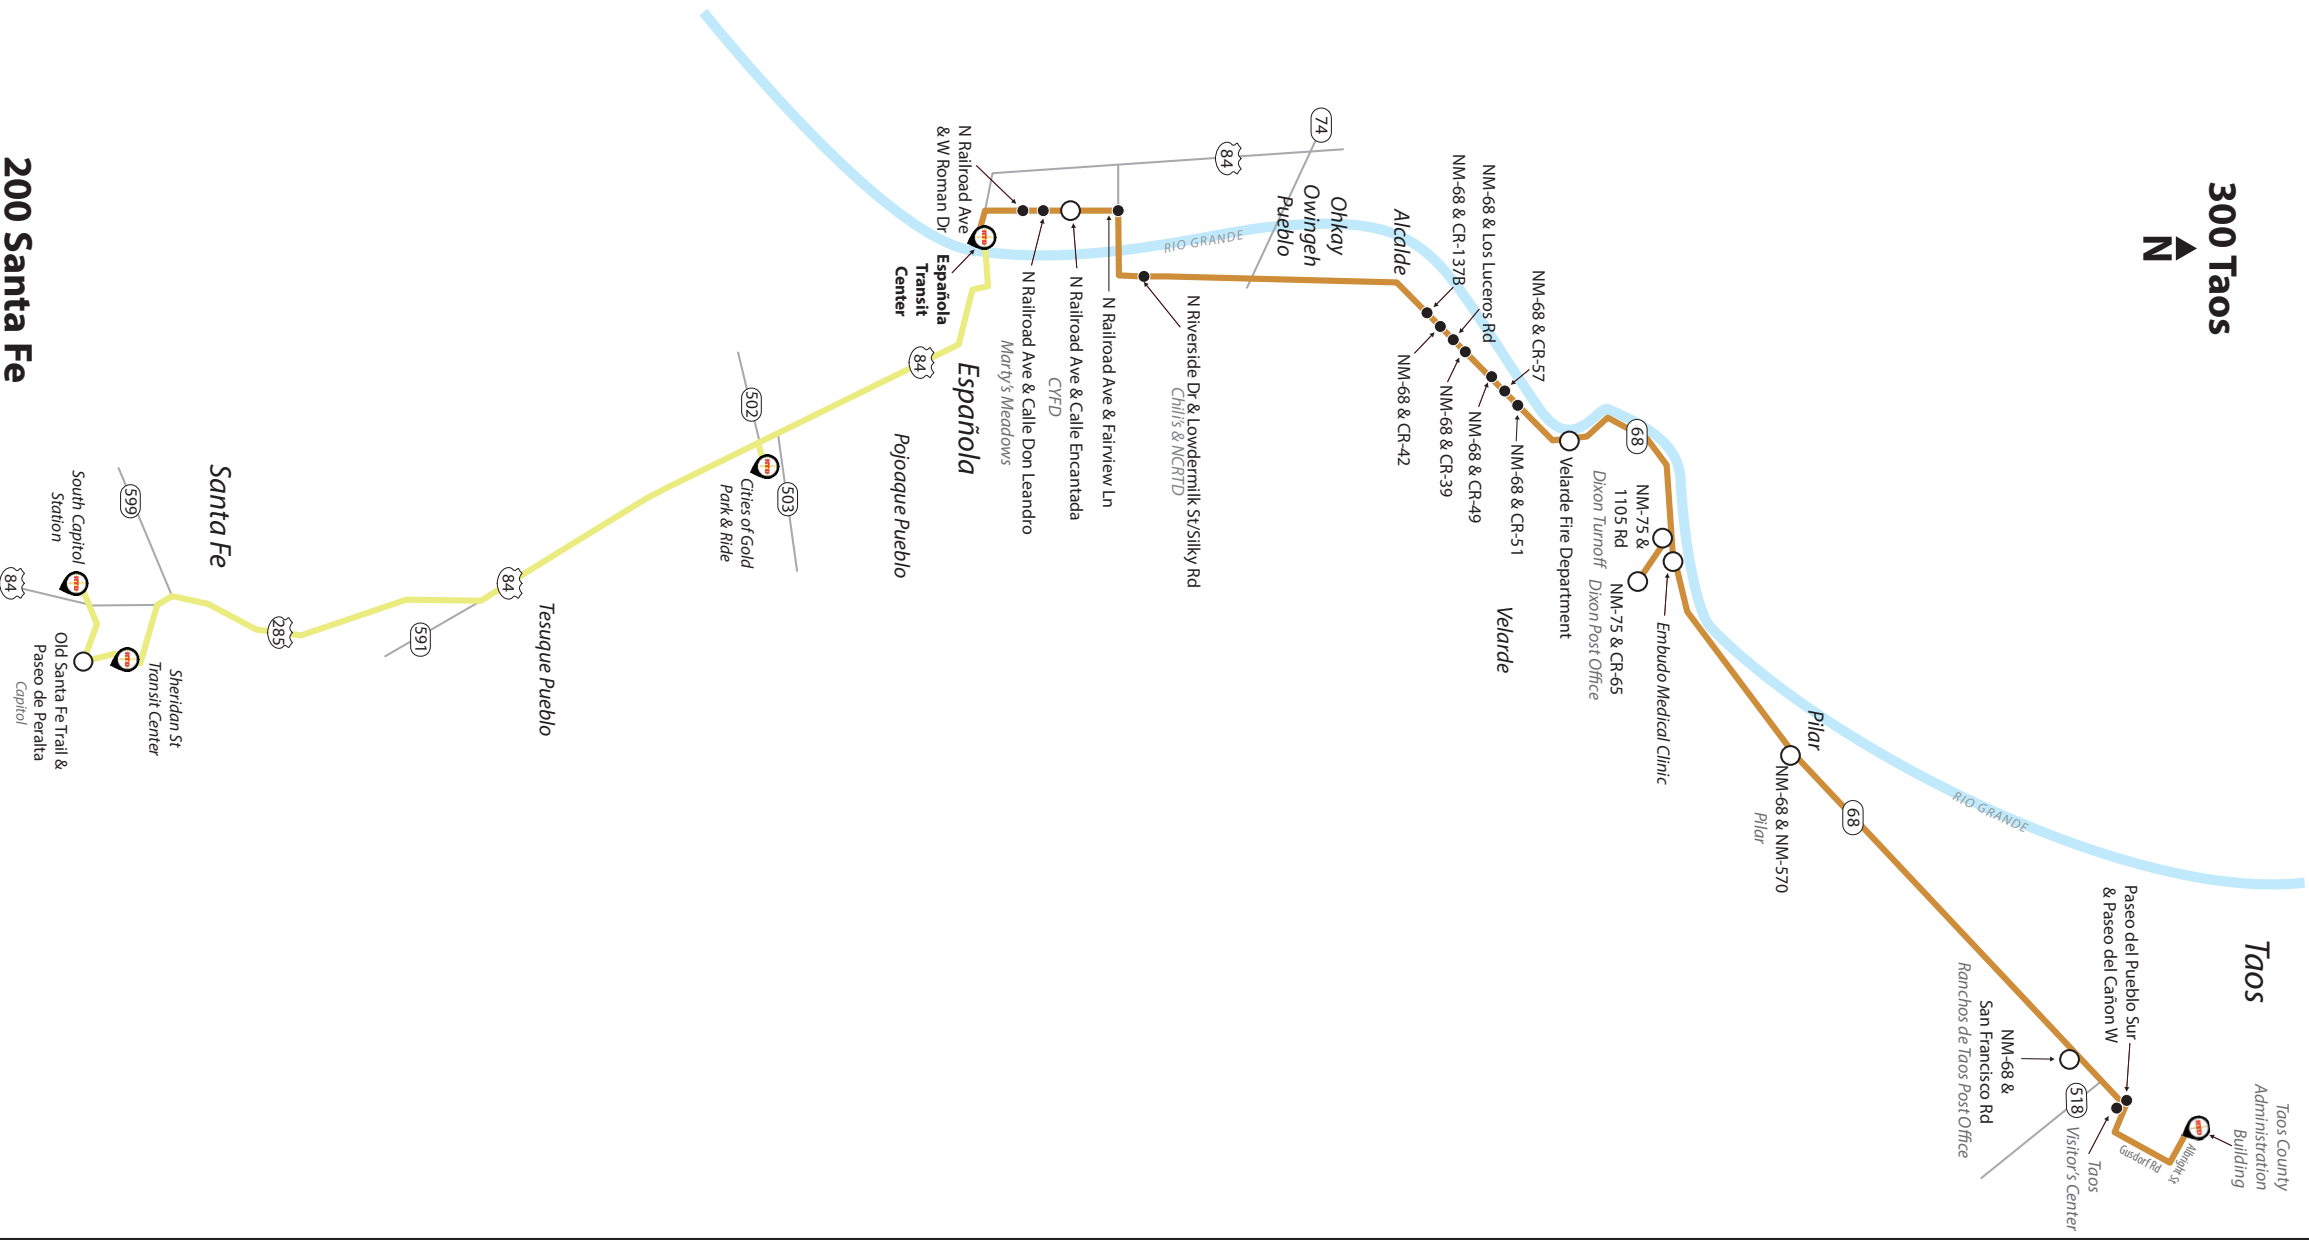 300 Taos
N
Taos
Taos County
Administration
Building
Albright St
Gusdorf Rd
Paseo del Pueblo Sur
& Paseo del Cañon W
Taos
Visitor's Center
518
NM-68 &
San Francisco Rd
Ranchos de Taos Post Office
RIO GRANDE
68
Pilar
NM-68 & NM-570
Pilar
Embudo Medical Clinic
68
NM-75 &
1105 Rd
Dixon Turnoff
NM-75 & CR-65
Dixon Post Office
Velarde Fire Department
Velarde
NM-68 & CR-57
NM-68 & CR-51
NM-68 & Los Luceros Rd
NM-68 & CR-49
NM-68 & CR-137B
NM-68 & CR-39
NM-68 & CR-42
Alcalde
Ohkay
Owingeh
Pueblo
74
84
RIO GRANDE
N Riverside Dr & Lowdermilk St/Silky Rd
Chili's & NCRTD
N Railroad Ave & Fairview Ln
N Railroad Ave & Calle Encantada
CYFD
N Railroad Ave & Calle Don Leandro
Marty's Meadows
N Railroad Ave
& W Roman Dr
RTD
Española
Transit
Center
Española
84
Pojoaque Pueblo
503
502
RTD
Cities of Gold
Park & Ride
Tesuque Pueblo
84
591
285
Santa Fe
599
Sheridan St
Transit Center
RTD
South Capitol
Station
RTD
Old Santa Fe Trail &
Paseo de Peralta
Capitol
84
200 Santa Fe